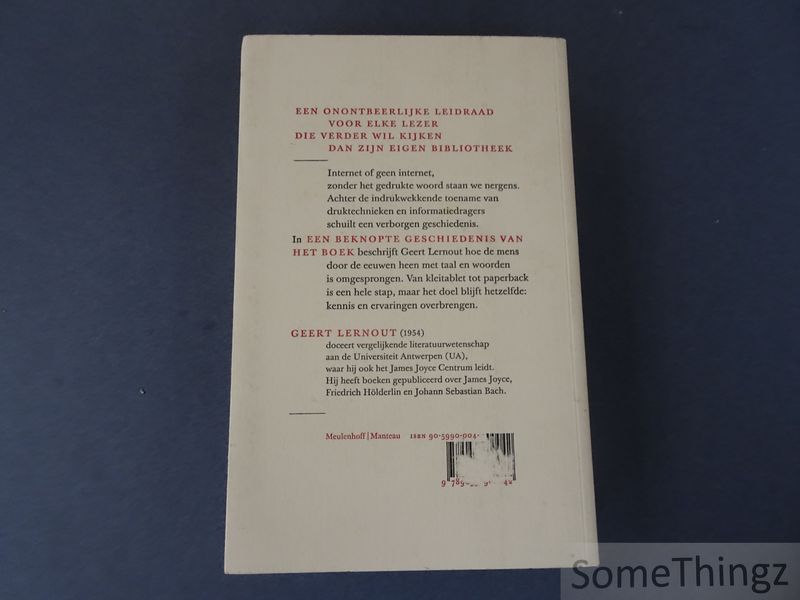 EEN ONONTBEERLIJKE LEIDRAAD
VOOR ELKE LEZER
DIE VERDER WIL KIJKEN
DAN ZIJN EIGEN BIBLIOTHEEK
Internet of geen internet,
zonder het gedrukte woord staan we nergens.
Achter de indrukwekkende toename van
druktechnieken en informatiedragers
schuilt een verborgen geschiedenis.
In EEN BEKNOPTE GESCHIEDENIS VAN
HET BOEK beschrijft Geert Lernout hoe de mens
door de eeuwen heen met taal en woorden
is omgesprongen. Van kleitablet tot paperback
is een hele stap, maar het doel blijft hetzelfde:
kennis en ervaringen overbrengen.
GEERT LERNOUT (1954)
doceert vergelijkende literatuurwetenschap
aan de Universiteit Antwerpen (UA),
waar hij ook het James Joyce Centrum leidt.
Hij heeft boeken gepubliceerd over James Joyce,
Friedrich Hölderlin en Johann Sebastian Bach.
Meulenhoff|Manteau ISBN 90-5990-004-
SomeThingz